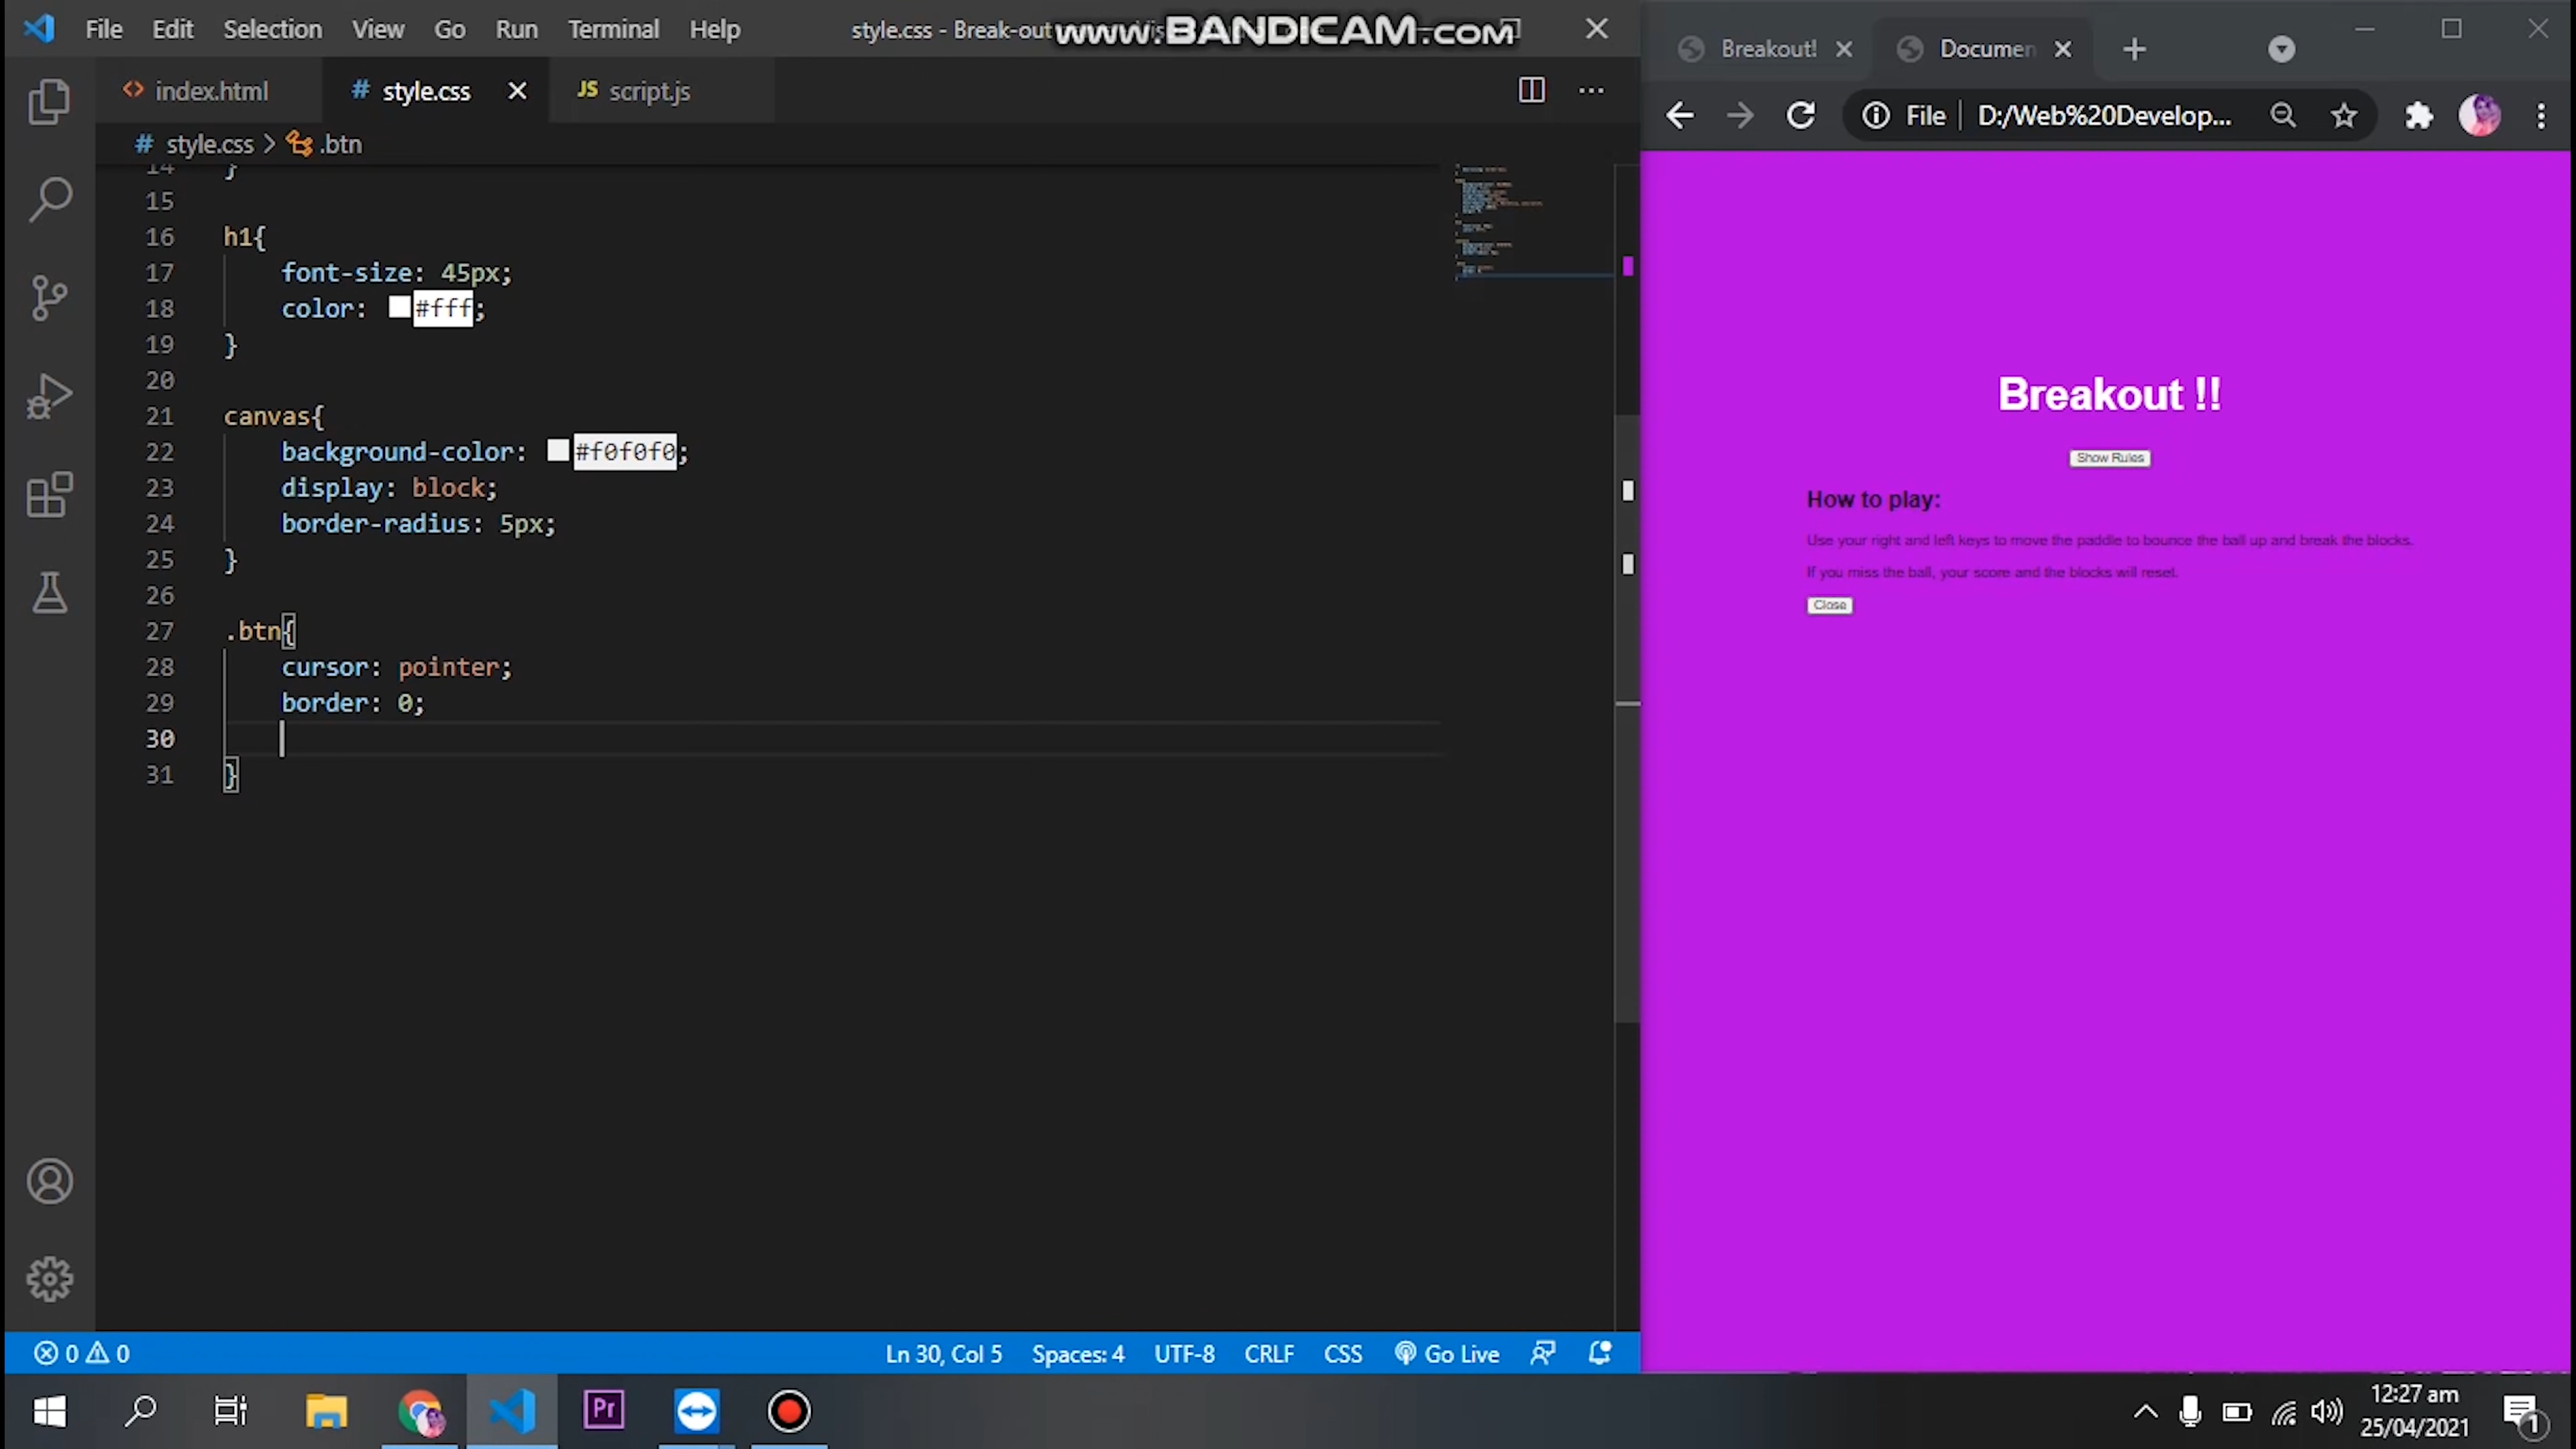 File Edit Selection View Go Run Terminal Help
style.css - Break-out
www.BANDICAM.com
index.html
# style.css
JS script.js
# style.css > .btn
14 }
15
16 h1{
17 font-size: 45px;
18 color: #fff;
19 }
20
21 canvas{
22 background-color: #f0f0f0;
23 display: block;
24 border-radius: 5px;
25 }
26
27 .btn{
28 cursor: pointer;
29 border: 0;
30
31 }
0 0
Ln 30, Col 5 Spaces: 4 UTF-8 CRLF CSS Go Live
Breakout!
Documen
File D:/Web%20Develop...
Breakout !!
Show Rules
How to play:
Use your right and left keys to move the paddle to bounce the ball up and break the blocks.
If you miss the ball, your score and the blocks will reset.
Close
Pr
12:27 am
25/04/2021
1